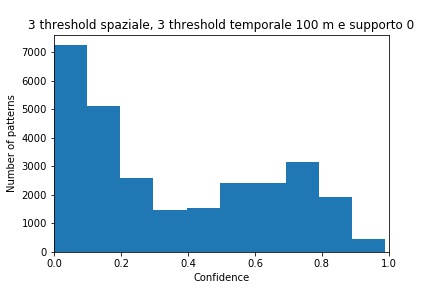 3 threshold spaziale, 3 threshold temporale 100 m e supporto 0
7000
6000
5000
4000
3000
2000
1000
0
Number of patterns
0.0 0.2 0.4 0.6 0.8 1.0
Confidence